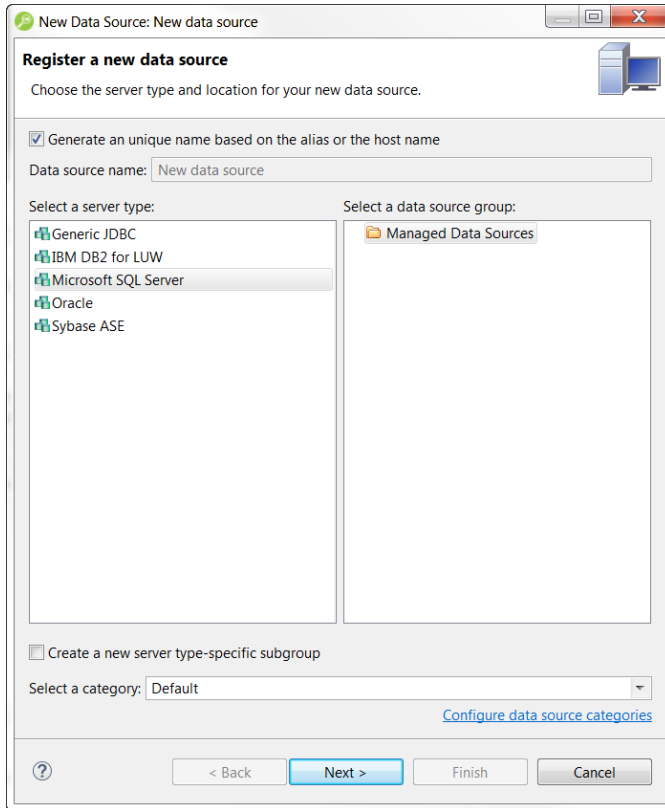 New Data Source: New data source
Register a new data source
Choose the server type and location for your new data source.
Generate an unique name based on the alias or the host name
Data source name: New data source
Select a server type:
Generic JDBC
IBM DB2 for LUW
Microsoft SQL Server
Oracle
Sybase ASE
Select a data source group:
Managed Data Sources
Create a new server type-specific subgroup
Select a category: Default
Configure data source categories
? < Back Next > Finish Cancel